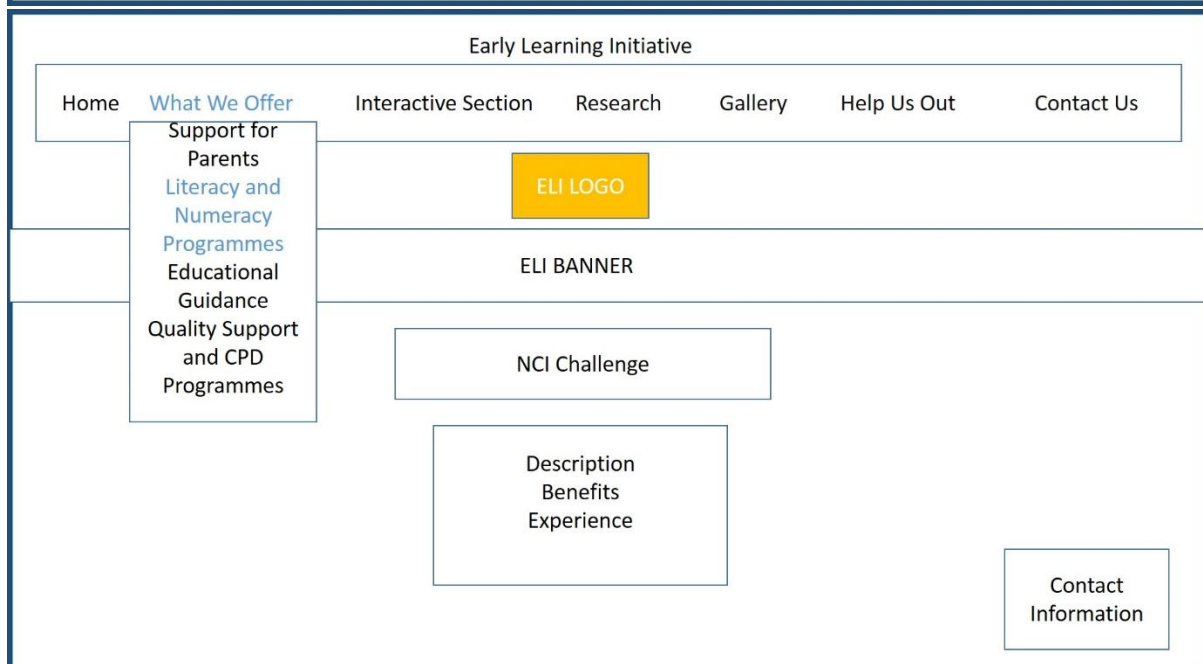 Early Learning Initiative
Home What We Offer Interactive Section Research Gallery Help Us Out Contact Us
Support for
Parents
Literacy and
Numeracy
Programmes
Educational
Guidance
Quality Support
and CPD
Programmes
ELI LOGO
ELI BANNER
NCI Challenge
Description
Benefits
Experience
Contact
Information